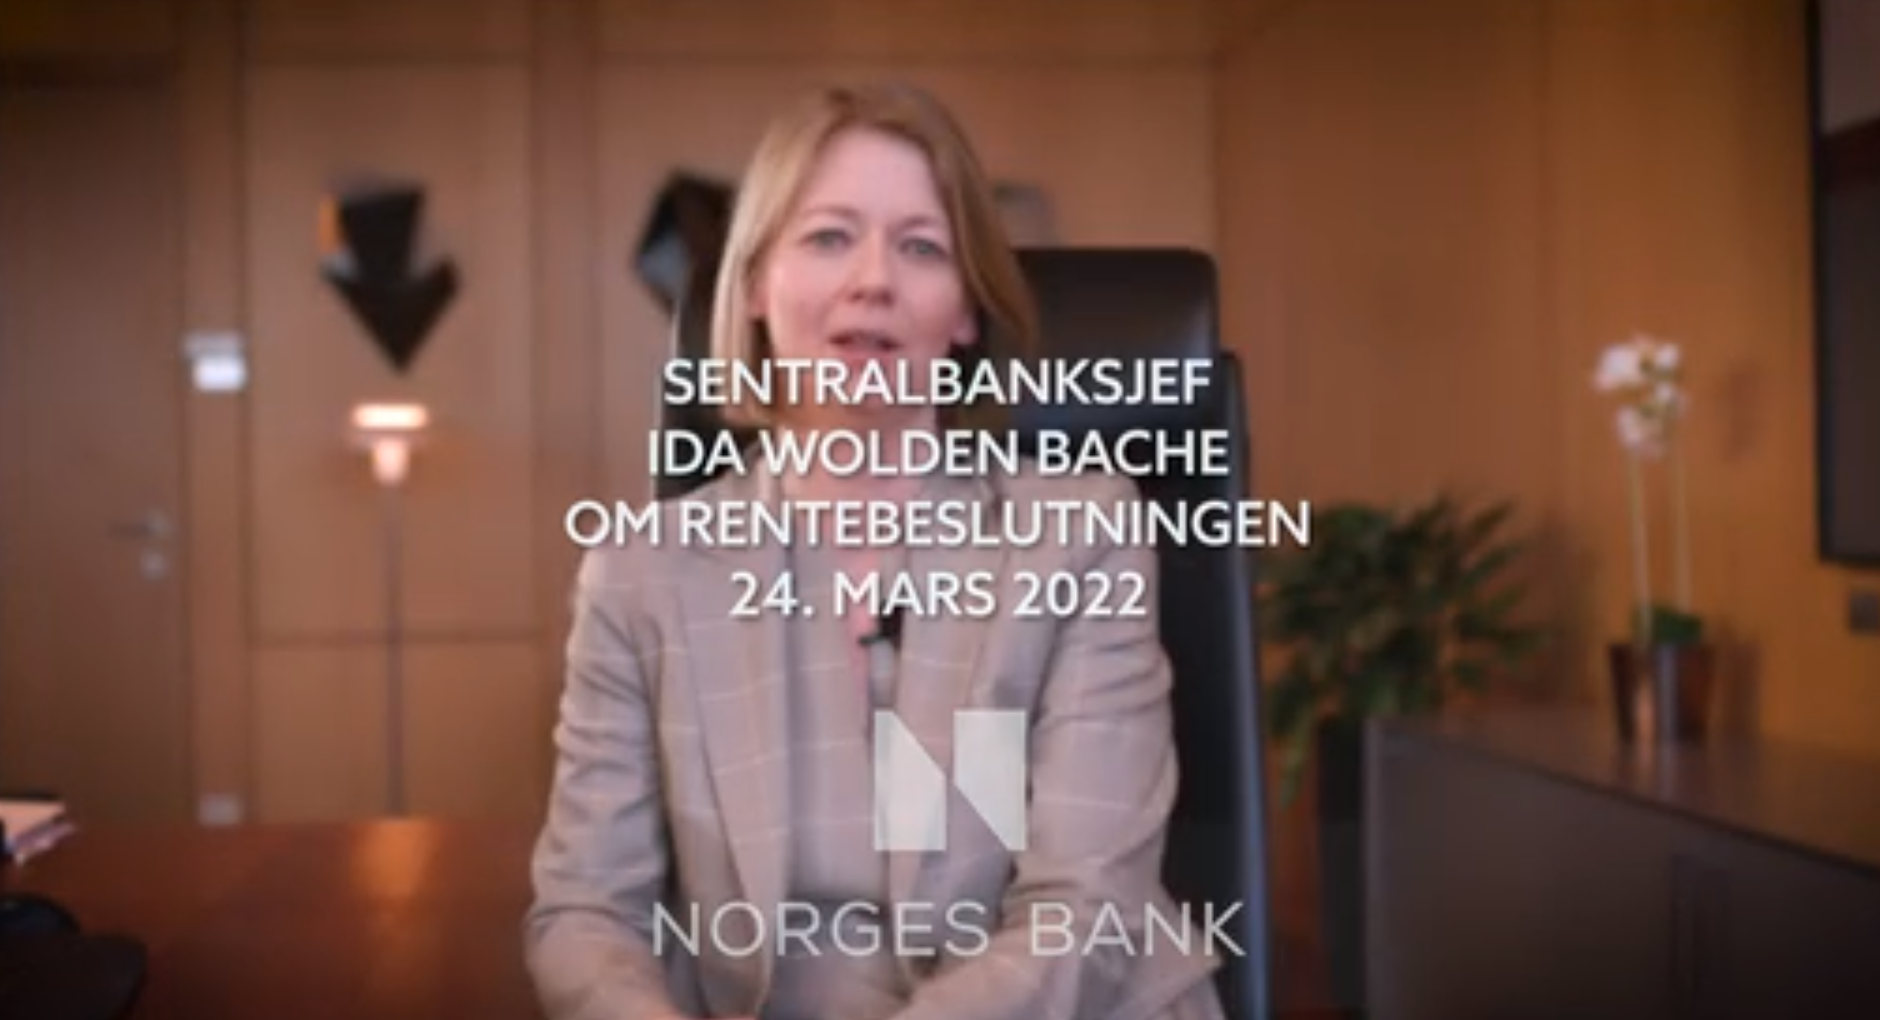 SENTRALBANKSJEF
IDA WOLDEN BACHE
OM RENTEBESLUTNINGEN
24. MARS 2022
NORGES BANK